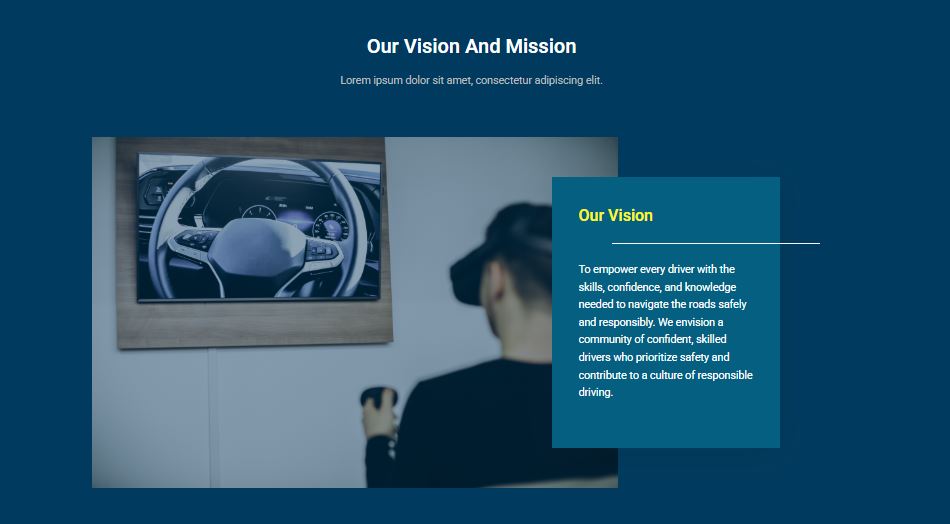 Our Vision And Mission
Lorem ipsum dolor sit amet, consectetur adipiscing elit.
Our Vision
To empower every driver with the
skills, confidence, and knowledge
needed to navigate the roads safely
and responsibly. We envision a
community of confident, skilled
drivers who prioritize safety and
contribute to a culture of responsible
driving.